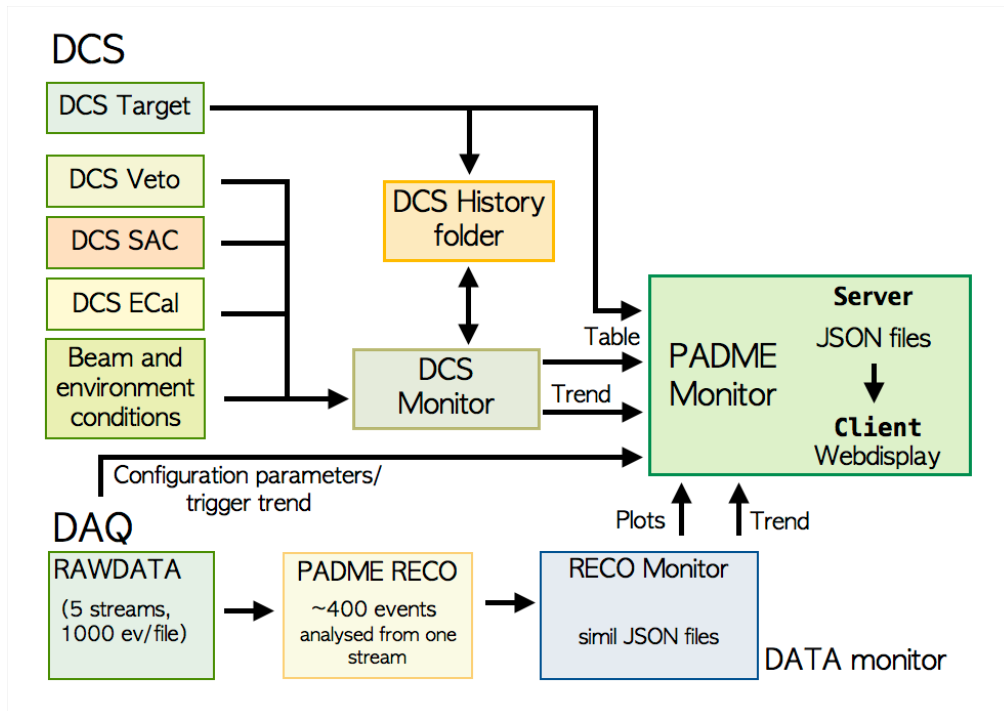 DCS
DCS Target
DCS Veto
DCS SAC
DCS ECal
Beam and
environment
conditions
DCS History
folder
DCS
Monitor
Table
Trend
PADME
Monitor
Server
JSON files
Client
Webdisplay
Configuration parameters/
trigger trend
Plots
Trend
DAQ
RAWDATA
(5 streams,
1000 ev/file)
PADME RECO
~400 events
analysed from one
stream
RECO Monitor
simil JSON files
DATA monitor